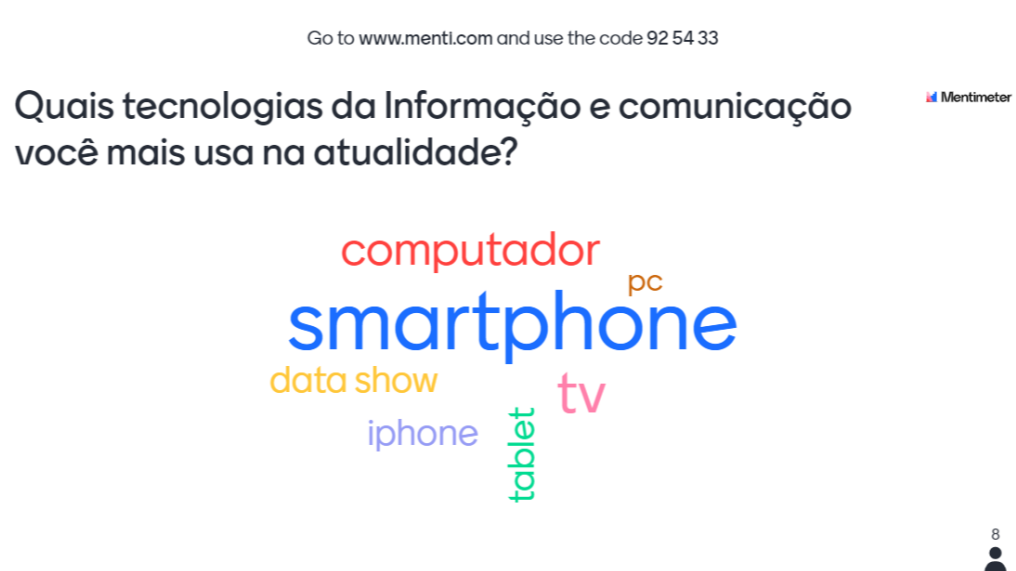 Go to www.menti.com and use the code 92 54 33
Quais tecnologias da Informação e comunicação
você mais usa na atualidade?
Mentimeter
computador
pc
smartphone
data show
tv
iphone
tablet
8